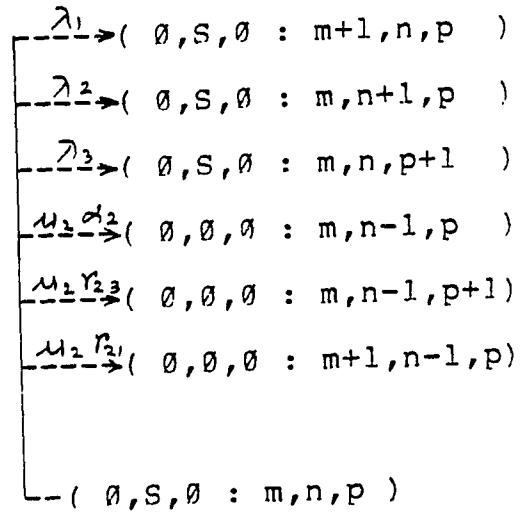 λ1 ( Ø,S,Ø : m+1,n,p )
λ2 ( Ø,S,Ø : m,n+1,p )
λ3 ( Ø,S,Ø : m,n,p+1 )
μ2 α2 ( Ø,Ø,Ø : m,n-1,p )
μ2 r23 ( Ø,Ø,Ø : m,n-1,p+1)
μ2 r21 ( Ø,Ø,Ø : m+1,n-1,p)
( Ø,S,Ø : m,n,p )